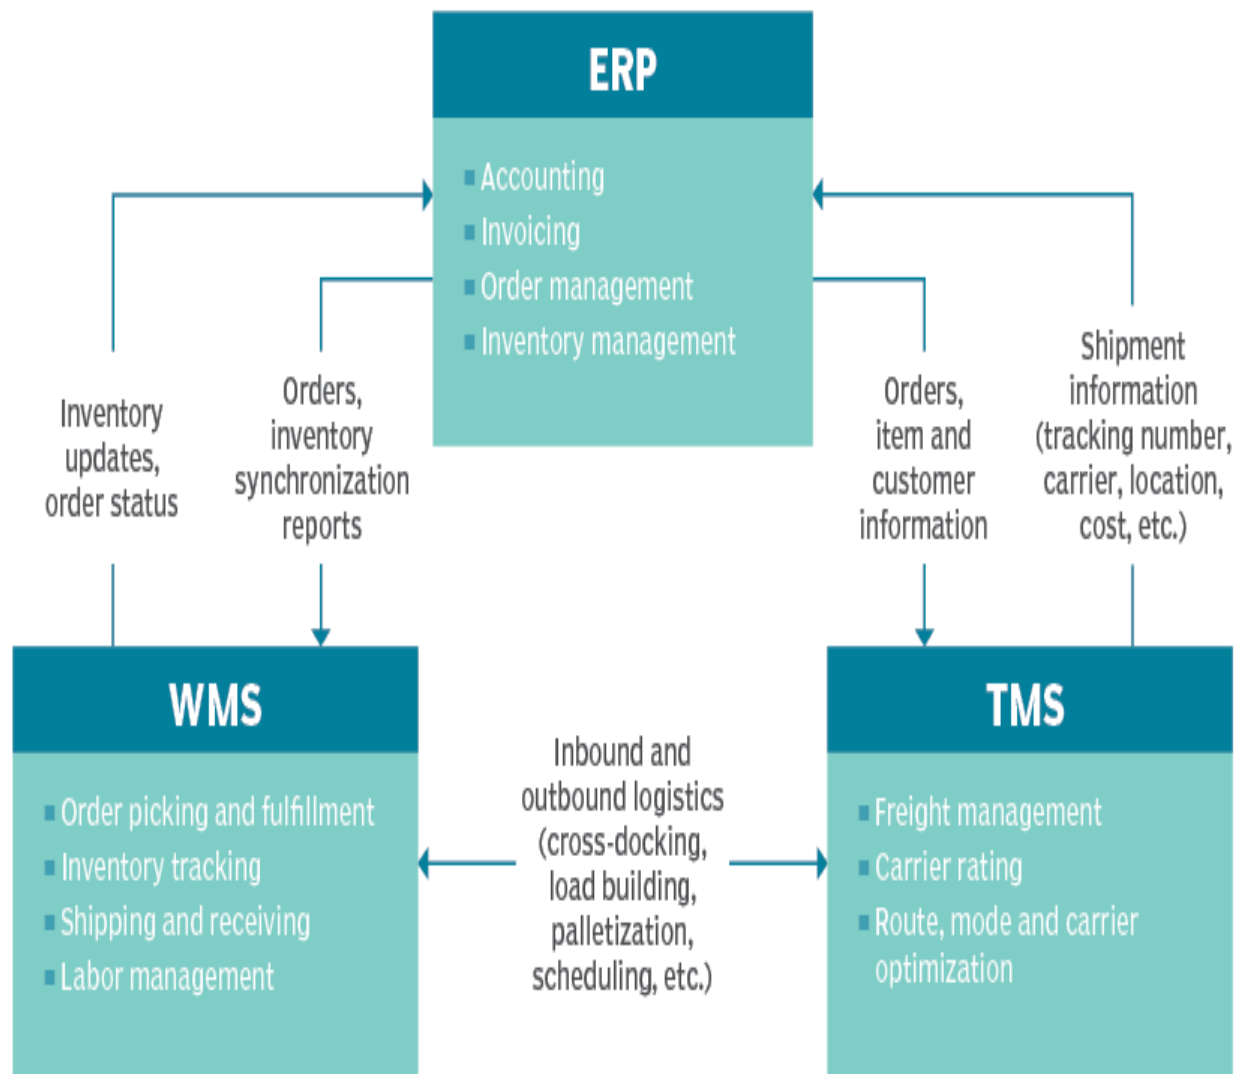 ERP
Accounting
Invoicing
Order management
Inventory management
Inventory
updates,
order status
Orders,
inventory
synchronization
reports
Orders,
item and
customer
information
Shipment
information
(tracking number,
carrier, location,
cost, etc.)
WMS
Order picking and fulfillment
Inventory tracking
Shipping and receiving
Labor management
Inbound and
outbound logistics
(cross-docking,
load building,
palletization,
scheduling, etc.)
TMS
Freight management
Carrier rating
Route, mode and carrier
optimization